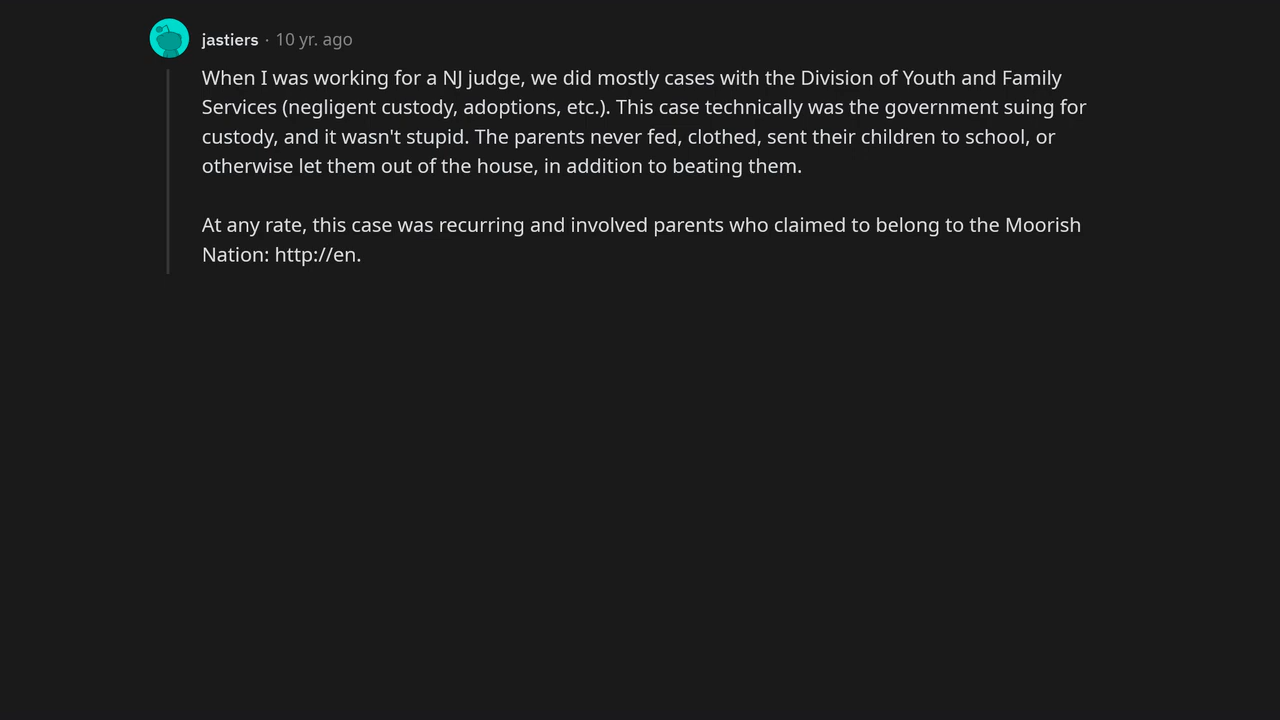 jastiers · 10 yr. ago
When I was working for a NJ judge, we did mostly cases with the Division of Youth and Family
Services (negligent custody, adoptions, etc.). This case technically was the government suing for
custody, and it wasn't stupid. The parents never fed, clothed, sent their children to school, or
otherwise let them out of the house, in addition to beating them.
At any rate, this case was recurring and involved parents who claimed to belong to the Moorish
Nation: http://en.